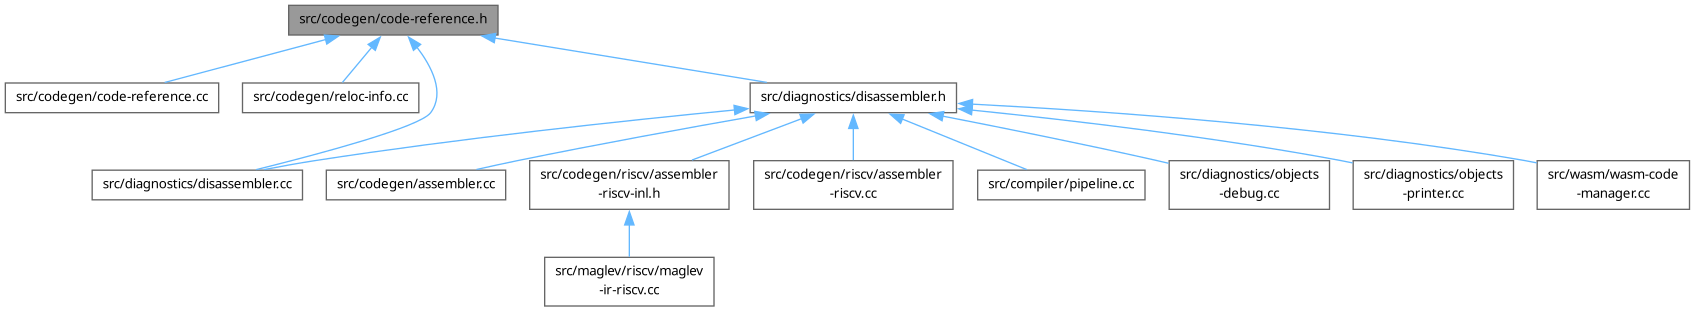 src/codegen/code-reference.h
src/codegen/code-reference.cc
src/codegen/reloc-info.cc
src/diagnostics/disassembler.h
src/diagnostics/disassembler.cc
src/codegen/assembler.cc
src/codegen/riscv/assembler
-riscv-inl.h
src/codegen/riscv/assembler
-riscv.cc
src/compiler/pipeline.cc
src/diagnostics/objects
-debug.cc
src/diagnostics/objects
-printer.cc
src/wasm/wasm-code
-manager.cc
src/maglev/riscv/maglev
-ir-riscv.cc